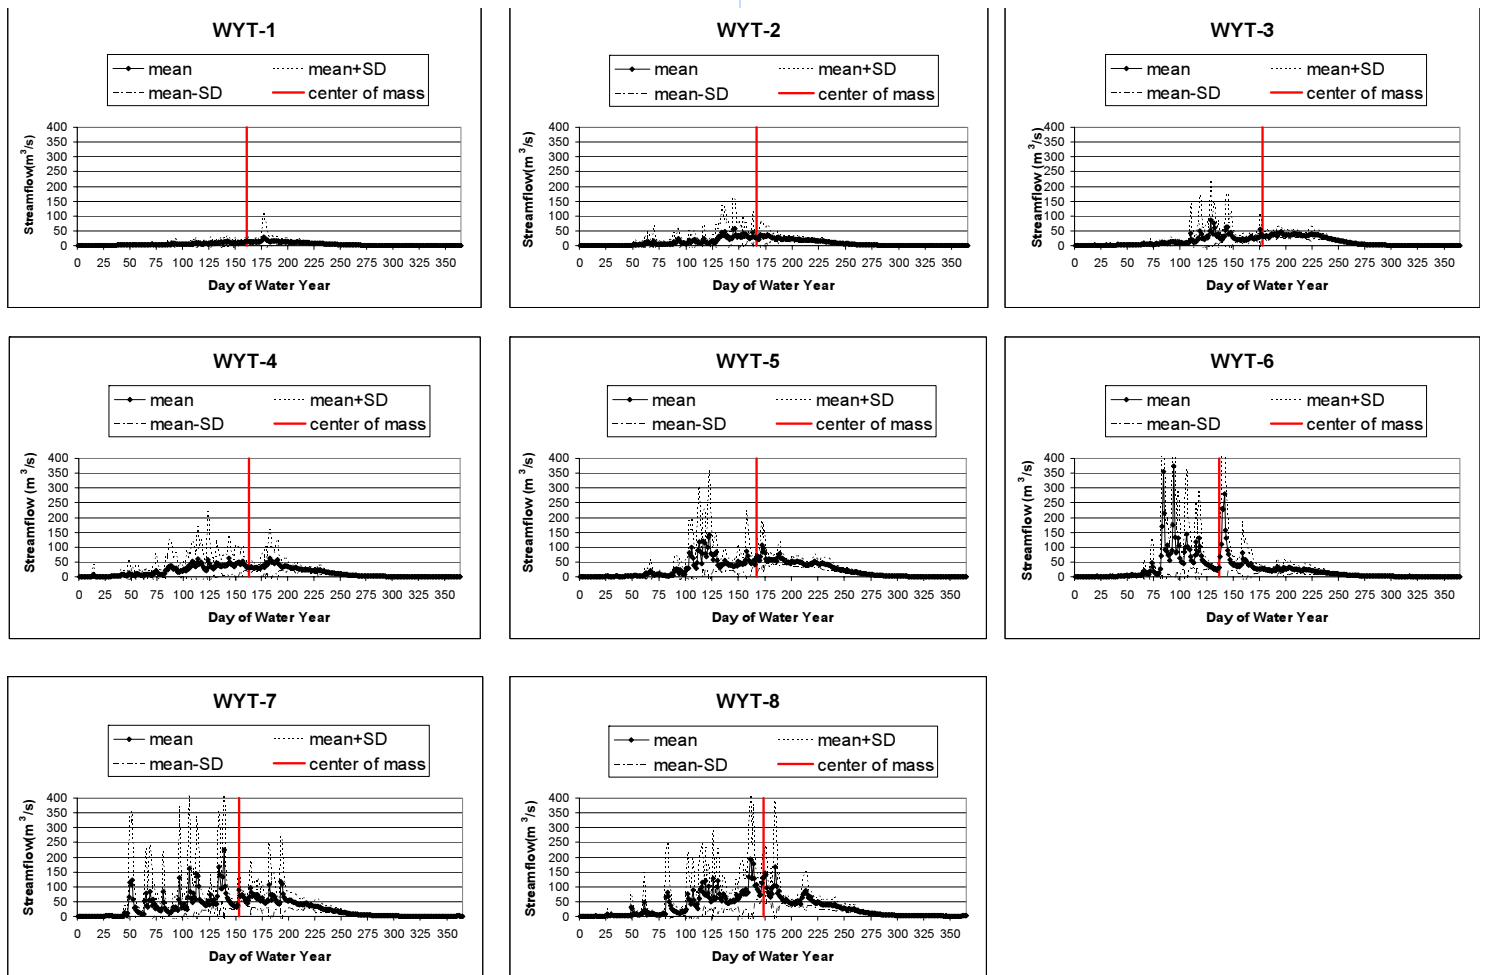 WYT-1
mean mean+SD
mean-SD center of mass
Streamflow(m³/s)
400
350
300
250
200
150
100
50
0
0 25 50 75 100 125 150 175 200 225 250 275 300 325 350
Day of Water Year
WYT-2
mean mean+SD
mean-SD center of mass
Streamflow(m³/s)
400
350
300
250
200
150
100
50
0
0 25 50 75 100 125 150 175 200 225 250 275 300 325 350
Day of Water Year
WYT-3
mean mean+SD
mean-SD center of mass
Streamflow (m³/s)
400
350
300
250
200
150
100
50
0
0 25 50 75 100 125 150 175 200 225 250 275 300 325 350
Day of Water Year
WYT-4
mean mean+SD
mean-SD center of mass
Streamflow (m³/s)
400
350
300
250
200
150
100
50
0
0 25 50 75 100 125 150 175 200 225 250 275 300 325 350
Day of Water Year
WYT-5
mean mean+SD
mean-SD center of mass
Streamflow (m³/s)
400
350
300
250
200
150
100
50
0
0 25 50 75 100 125 150 175 200 225 250 275 300 325 350
Day of Water Year
WYT-6
mean mean+SD
mean-SD center of mass
Streamflow (m³/s)
400
350
300
250
200
150
100
50
0
0 25 50 75 100 125 150 175 200 225 250 275 300 325 350
Day of Water Year
WYT-7
mean mean+SD
mean-SD center of mass
Streamflow(m³/s)
400
350
300
250
200
150
100
50
0
0 25 50 75 100 125 150 175 200 225 250 275 300 325 350
Day of Water Year
WYT-8
mean mean+SD
mean-SD center of mass
Streamflow(m³/s)
400
350
300
250
200
150
100
50
0
0 25 50 75 100 125 150 175 200 225 250 275 300 325 350
Day of Water Year